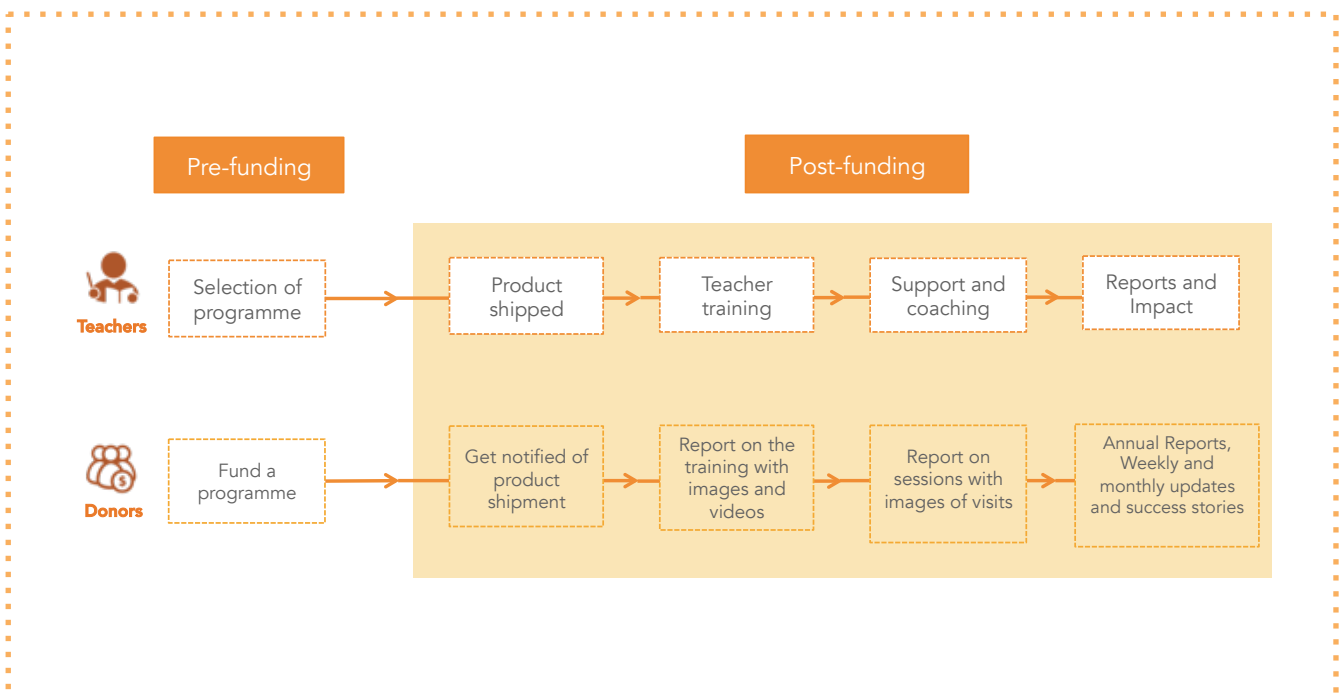 Pre-funding
Post-funding
Teachers
Selection of
programme
Product
shipped
Teacher
training
Support and
coaching
Reports and
Impact
Donors
Fund a
programme
Get notified of
product
shipment
Report on the
training with
images and
videos
Report on
sessions with
images of visits
Annual Reports,
Weekly and
monthly updates
and success stories
$